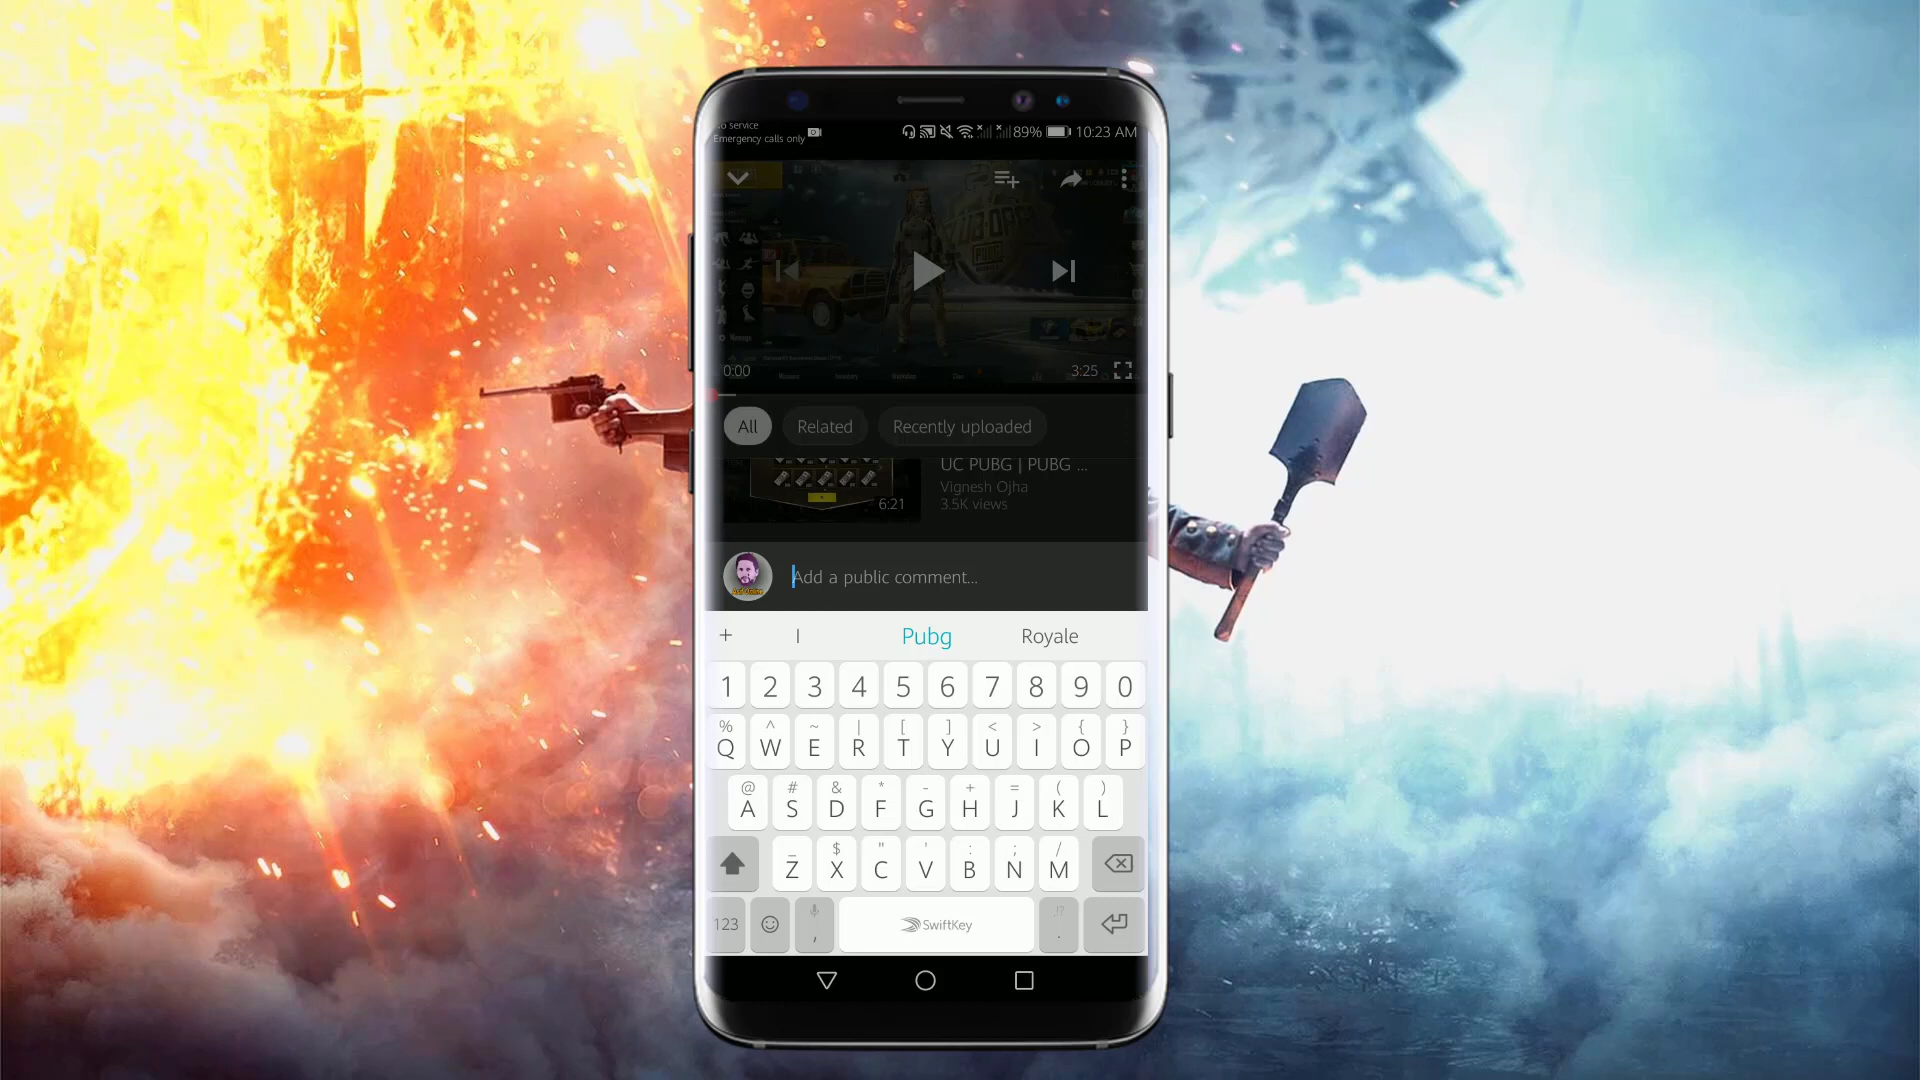 No service
Emergency calls only
89% 10:23 AM
0:00
3:25
All Related Recently uploaded
UC PUBG | PUBG ...
Vignesh Ojha
3.5K views
6:21
Add a public comment...
+ I Pubg Royale
1 2 3 4 5 6 7 8 9 0
% ^ ~ | [ ] < > { }
Q W E R T Y U I O P
@ # & * - + = ( )
A S D F G H J K L
_ $ " ' : ; /
Z X C V B N M
123 , SwiftKey !? .